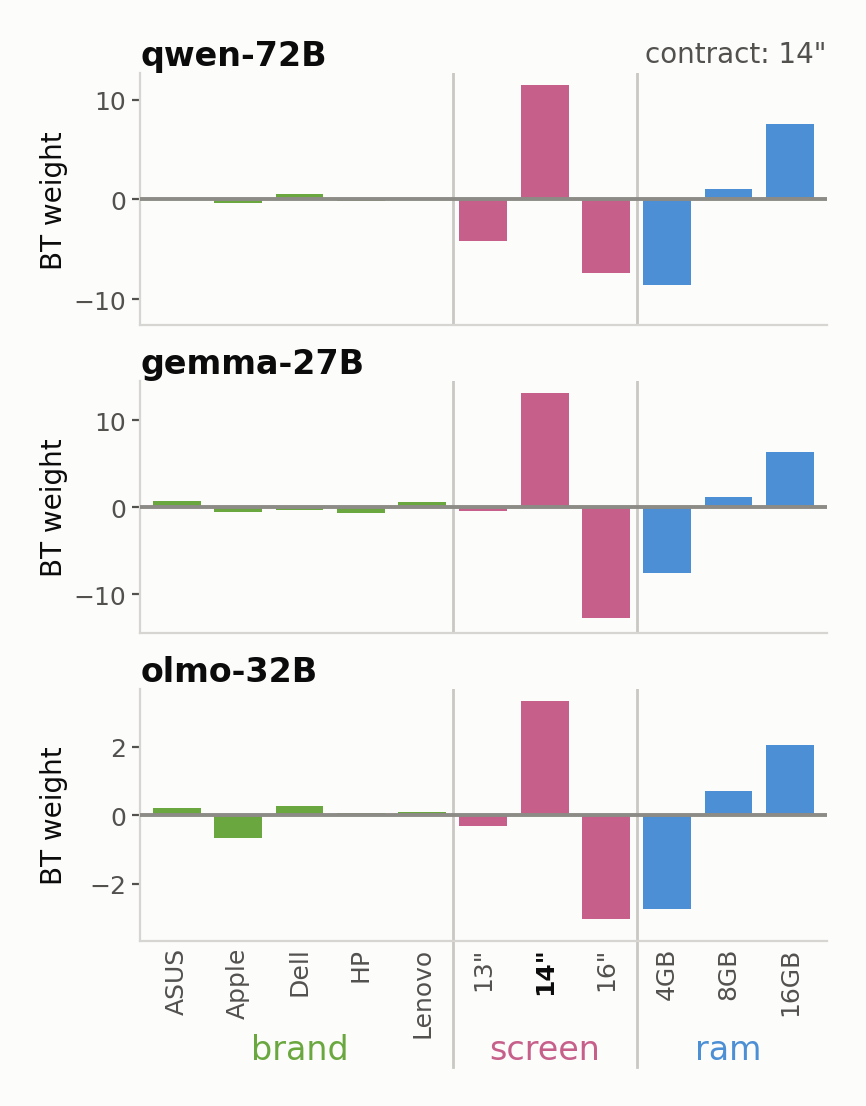 qwen-72B
contract: 14"
BT weight
10
0
−10
gemma-27B
BT weight
10
0
−10
olmo-32B
BT weight
2
0
−2
ASUS
Apple
Dell
HP
Lenovo
13"
14"
16"
4GB
8GB
16GB
brand
screen
ram